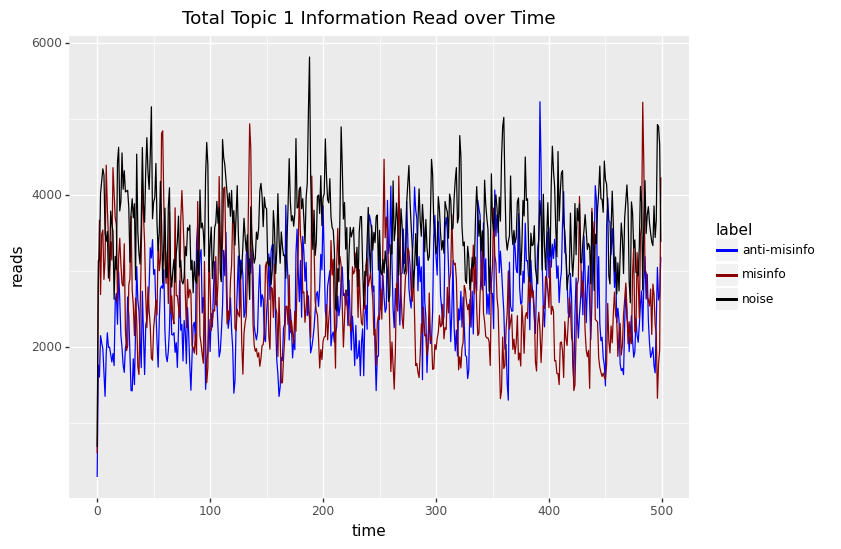 Total Topic 1 Information Read over Time
6000
4000
2000
reads
0 100 200 300 400 500
time
label
anti-misinfo
misinfo
noise